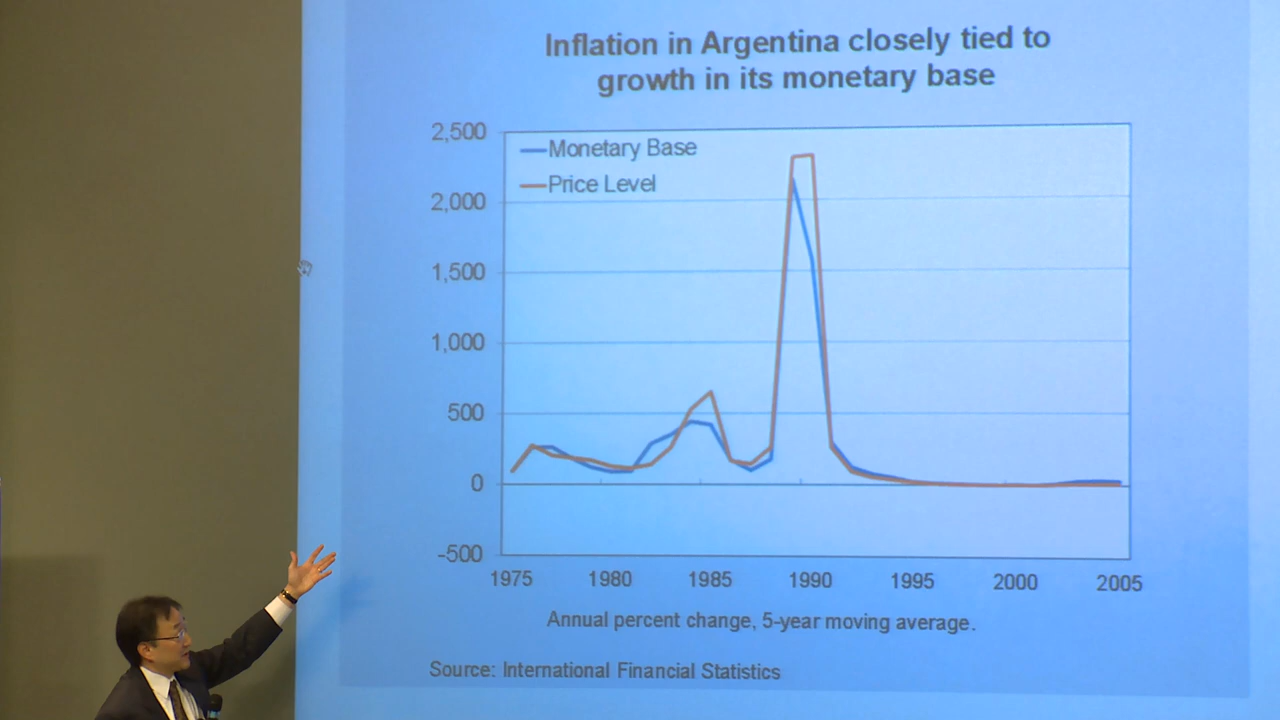 Inflation in Argentina closely tied to
growth in its monetary base
2,500
2,000
1,500
1,000
500
0
-500
Monetary Base
Price Level
1975 1980 1985 1990 1995 2000 2005
Annual percent change, 5-year moving average.
Source: International Financial Statistics